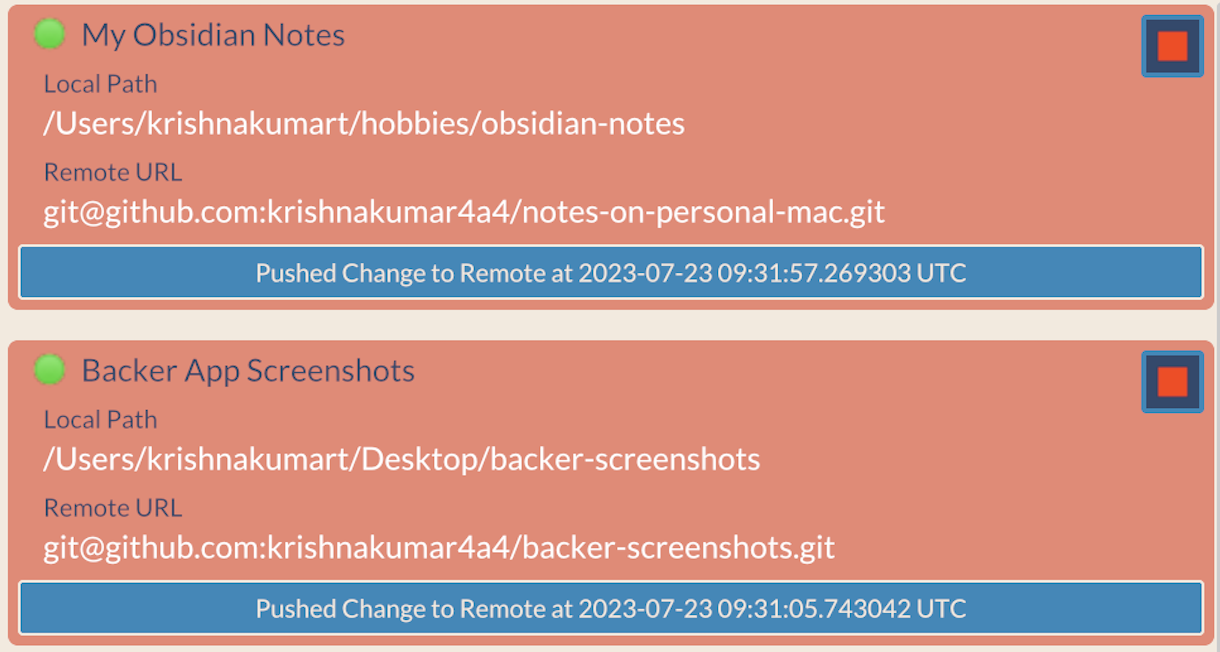 My Obsidian Notes
Local Path
/Users/krishnakumart/hobbies/obsidian-notes
Remote URL
git@github.com:krishnakumar4a4/notes-on-personal-mac.git
Pushed Change to Remote at 2023-07-23 09:31:57.269303 UTC
Backer App Screenshots
Local Path
/Users/krishnakumart/Desktop/backer-screenshots
Remote URL
git@github.com:krishnakumar4a4/backer-screenshots.git
Pushed Change to Remote at 2023-07-23 09:31:05.743042 UTC